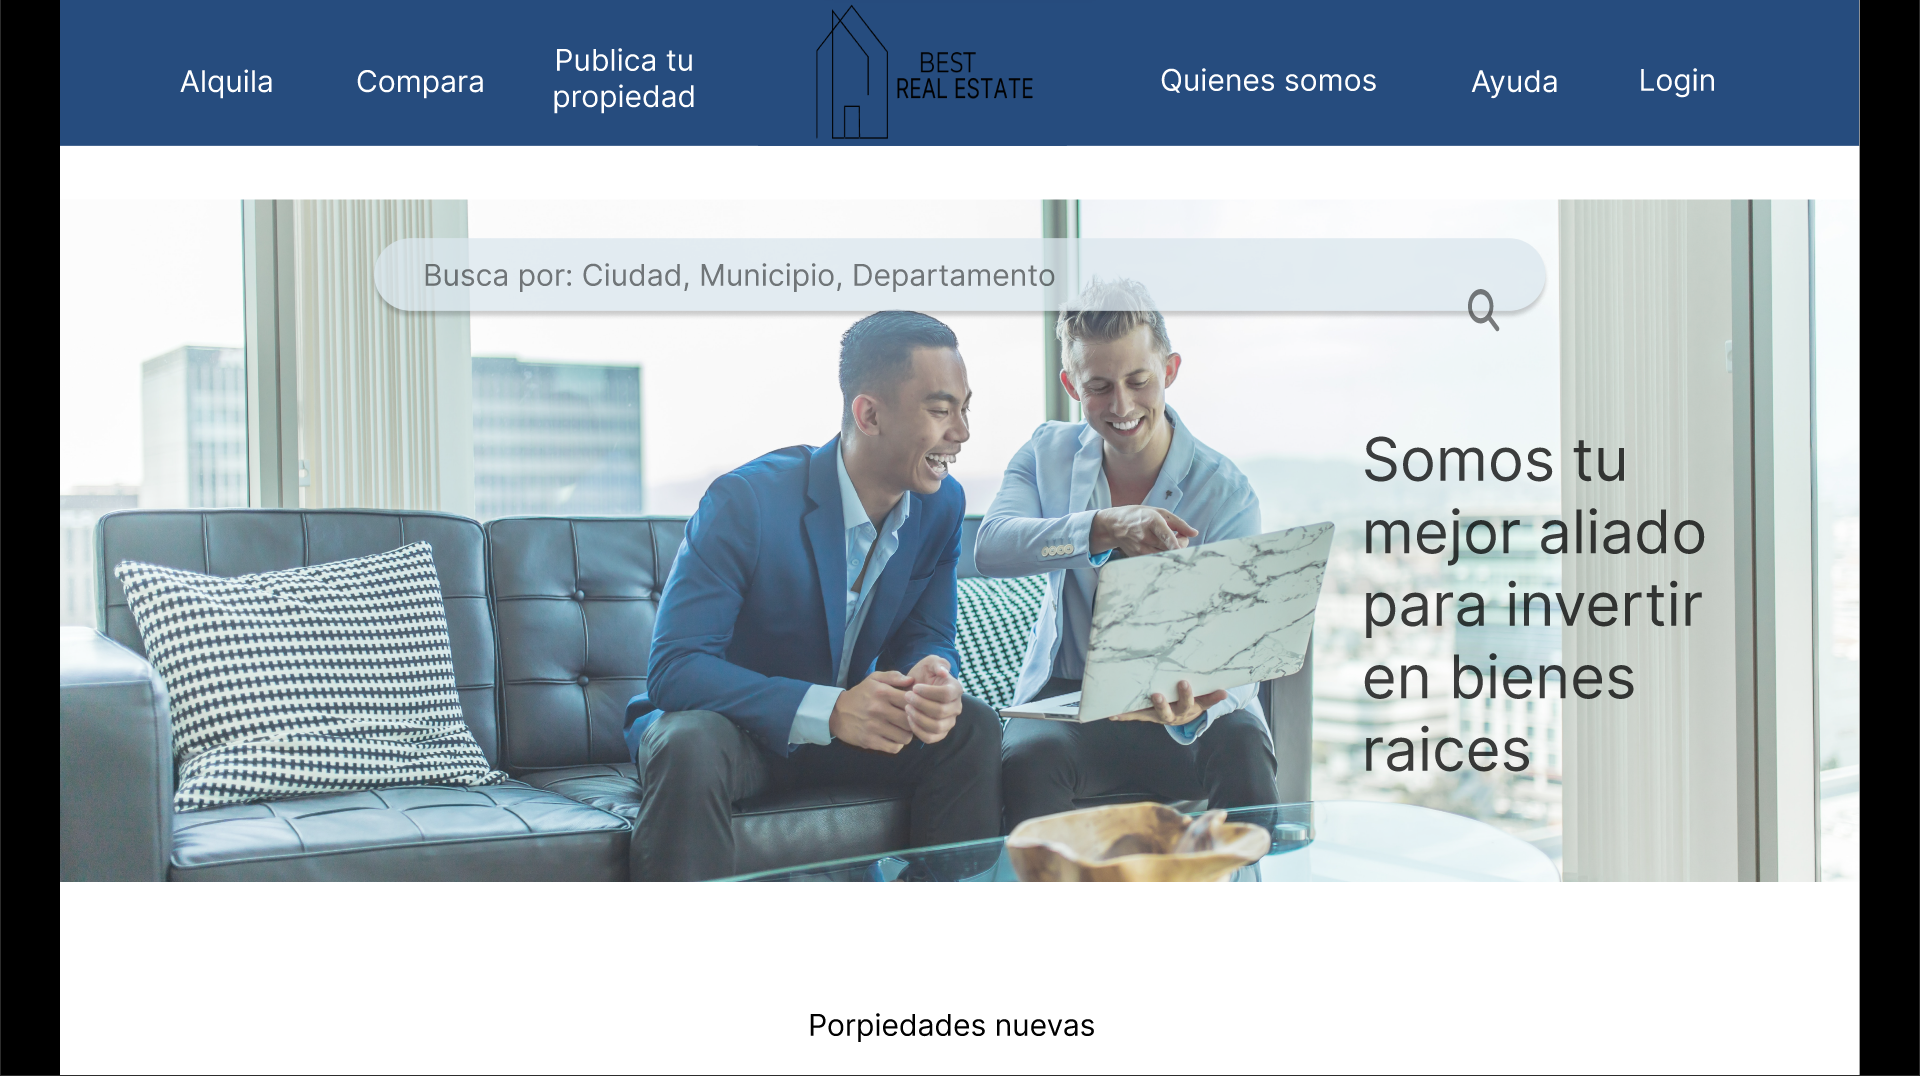 Alquila
Compara
Publica tu
propiedad
BEST
REAL ESTATE
Quienes somos
Ayuda
Login
Busca por: Ciudad, Municipio, Departamento
Somos tu
mejor aliado
para invertir
en bienes
raices
Porpiedades nuevas